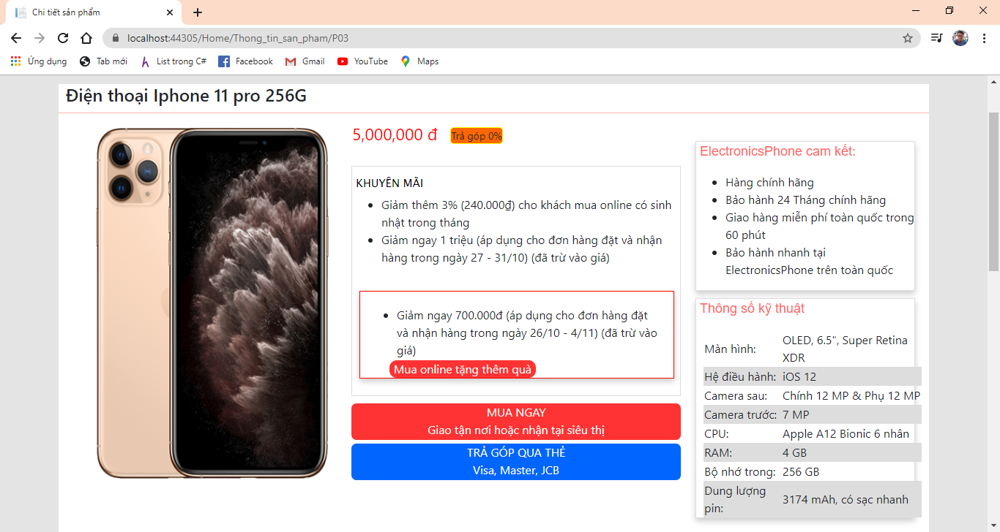 Chi tiết sản phẩm
localhost:44305/Home/Thong_tin_san_pham/P03
Ứng dụng
Tab mới
List trong C#
Facebook
Gmail
YouTube
Maps
Điện thoại Iphone 11 pro 256G
5,000,000 đ
Trả góp 0%
KHUYÊN MÃI
Giảm thêm 3% (240.000₫) cho khách mua online có sinh
nhật trong tháng
Giảm ngay 1 triệu (áp dụng cho đơn hàng đặt và nhận
hàng trong ngày 27 - 31/10) (đã trừ vào giá)
Giảm ngay 700.000đ (áp dụng cho đơn hàng đặt
và nhận hàng trong ngày 26/10 - 4/11) (đã trừ vào
giá)
Mua online tặng thêm quà
MUA NGAY
Giao tận nơi hoặc nhận tại siêu thị
TRẢ GÓP QUA THẺ
Visa, Master, JCB
ElectronicsPhone cam kết:
Hàng chính hãng
Bảo hành 24 Tháng chính hãng
Giao hàng miễn phí toàn quốc trong
60 phút
Bảo hành nhanh tại
ElectronicsPhone trên toàn quốc
Thông số kỹ thuật
Màn hình: OLED, 6.5", Super Retina
XDR
Hệ điều hành: iOS 12
Camera sau: Chính 12 MP & Phụ 12 MP
Camera trước: 7 MP
CPU: Apple A12 Bionic 6 nhân
RAM: 4 GB
Bộ nhớ trong: 256 GB
Dung lượng
pin: 3174 mAh, có sạc nhanh